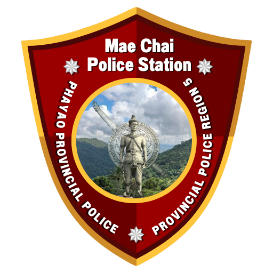 Mae Chai
Police Station
PHAYAO PROVINCIAL POLICE
PROVINCIAL POLICE REGION 5